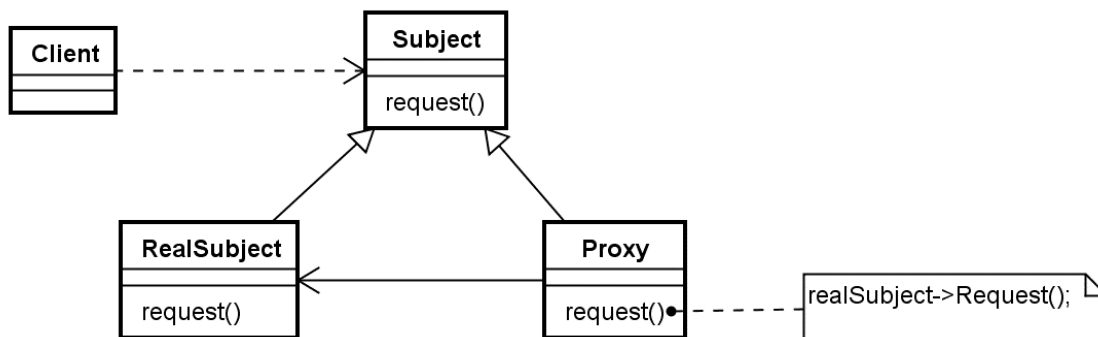 Client
Subject
request()
RealSubject
request()
Proxy
request()
realSubject->Request();